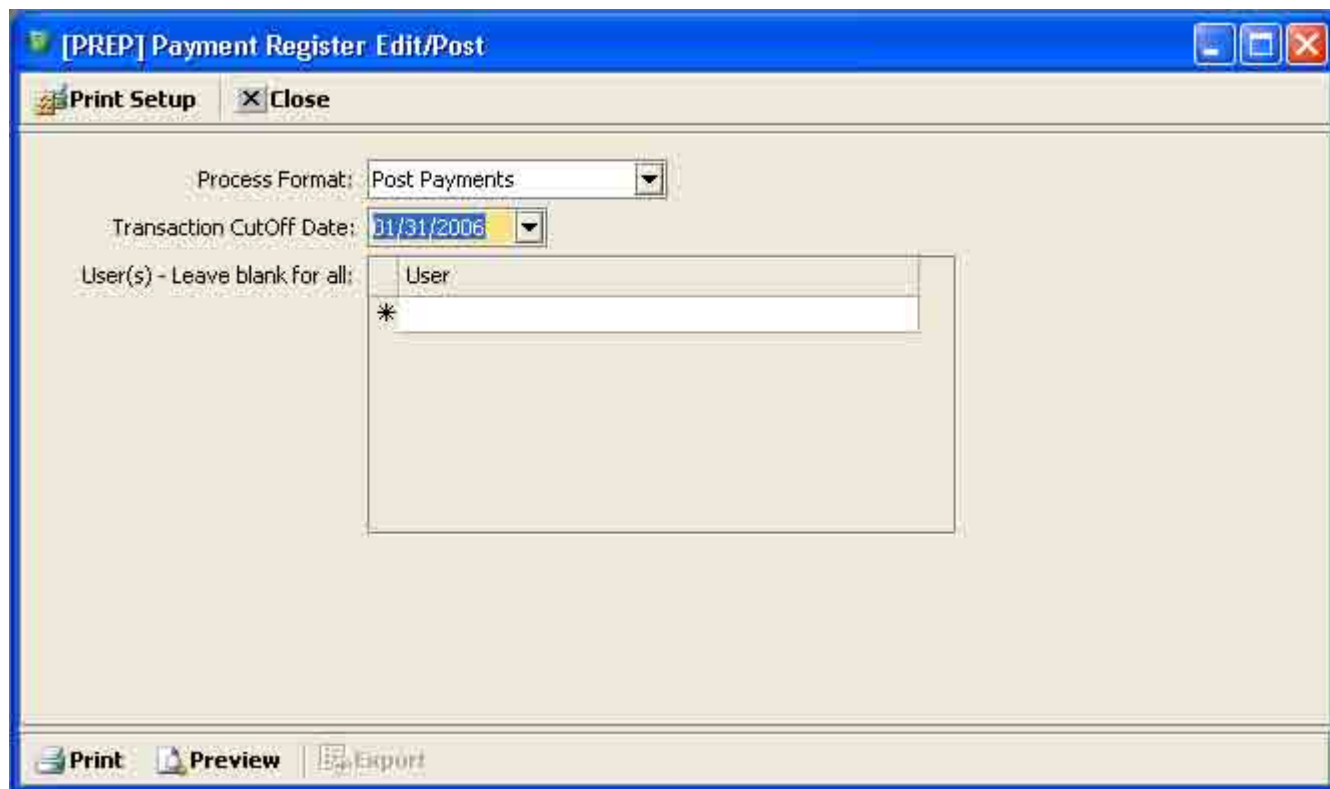 [PREP] Payment Register Edit/Post
Print Setup Close
Process Format: Post Payments
Transaction CutOff Date: 01/31/2006
User(s) - Leave blank for all: User
*
Print Preview Export